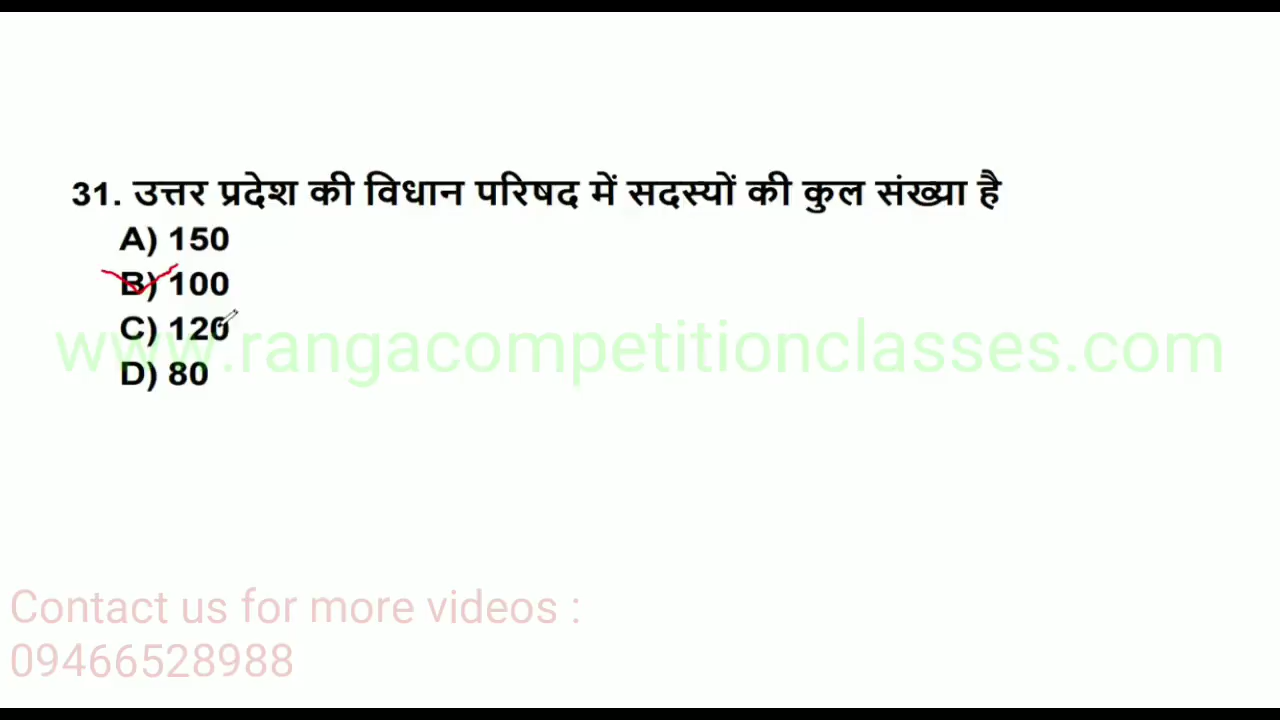 31. उत्तर प्रदेश की विधान परिषद में सदस्यों की कुल संख्या है
A) 150
B) 100
C) 120
D) 80
www.rangacompetitionclasses.com
Contact us for more videos :
09466528988